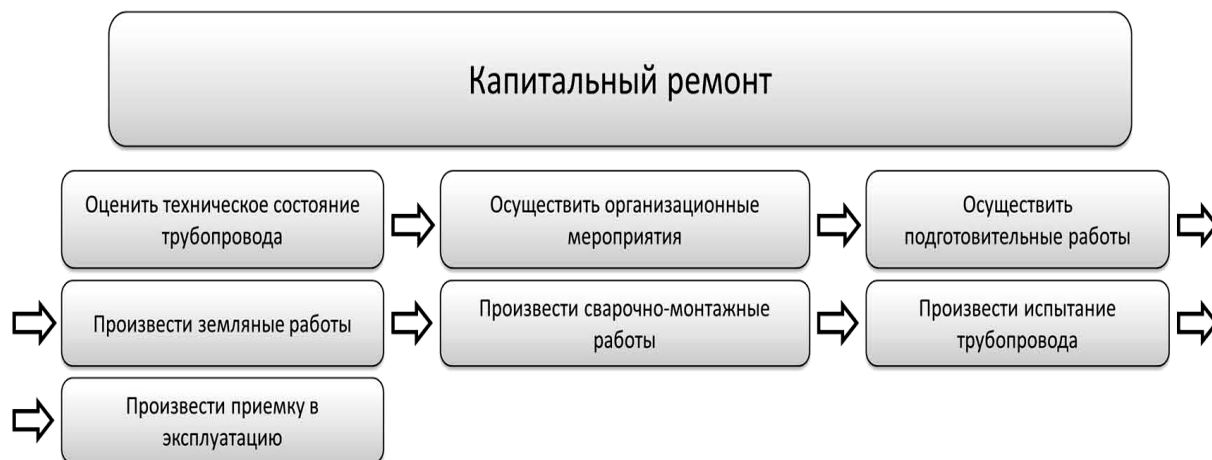 Капитальный ремонт
Оценить техническое состояние
трубопровода
Осуществить организационные
мероприятия
Осуществить
подготовительные работы
Произвести земляные работы
Произвести сварочно-монтажные
работы
Произвести испытание
трубопровода
Произвести приемку в
эксплуатацию